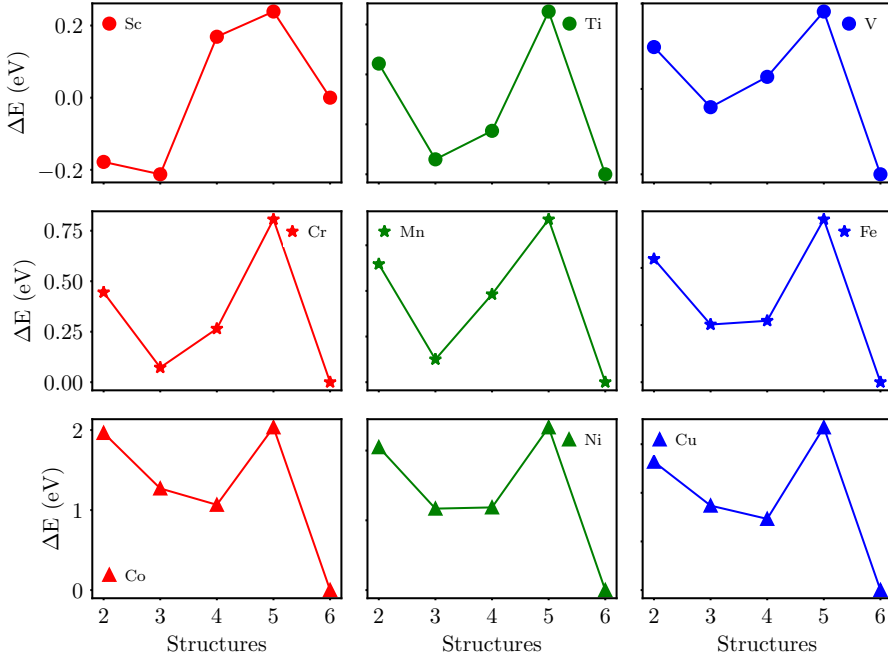 0.2
0.0
−0.2
ΔE (eV)
Sc
Ti
V
0.75
0.50
0.25
0.00
ΔE (eV)
Cr
Mn
Fe
2
1
0
ΔE (eV)
Co
Ni
Cu
2 3 4 5 6
2 3 4 5 6
2 3 4 5 6
Structures
Structures
Structures